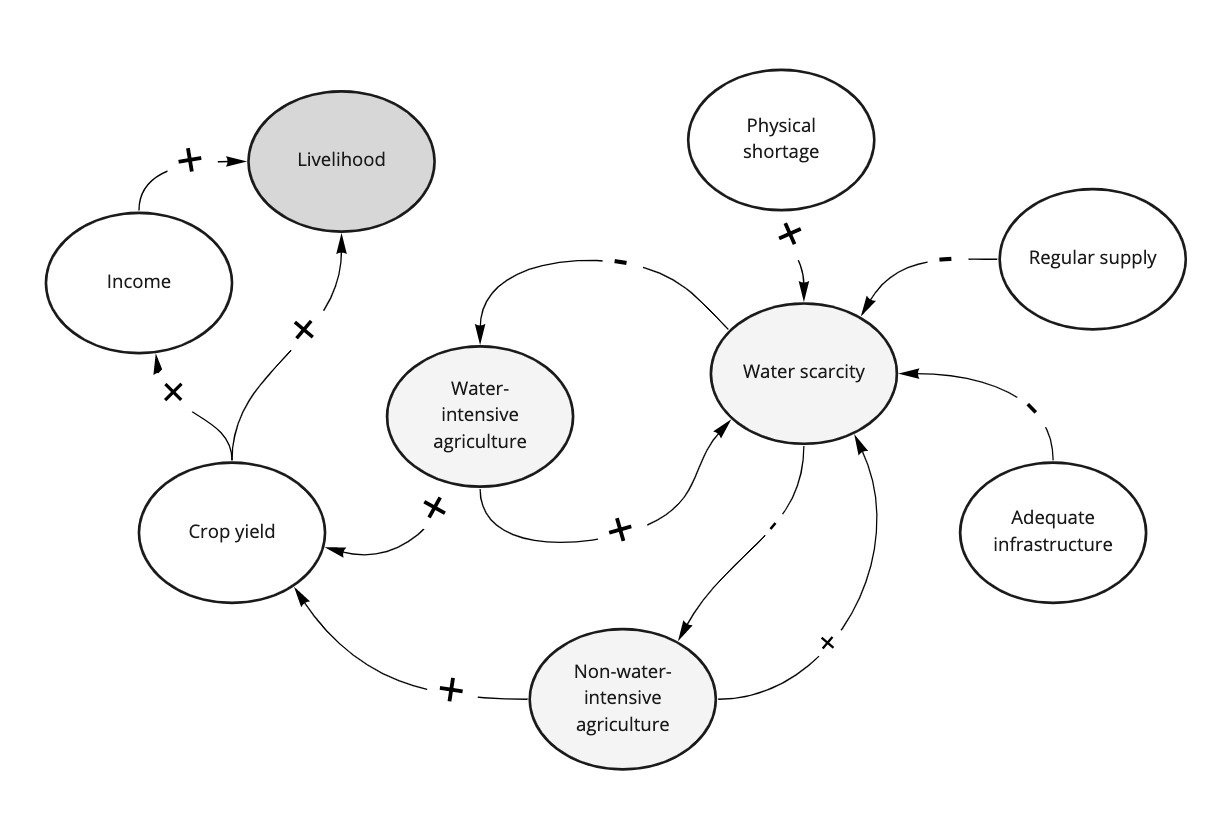 Physical
shortage
Livelihood
Regular supply
Income
Water scarcity
Water-
intensive
agriculture
Crop yield
Adequate
infrastructure
Non-water-
intensive
agriculture
+
+
-
-
+
+
-
+
+
-
+
+
-